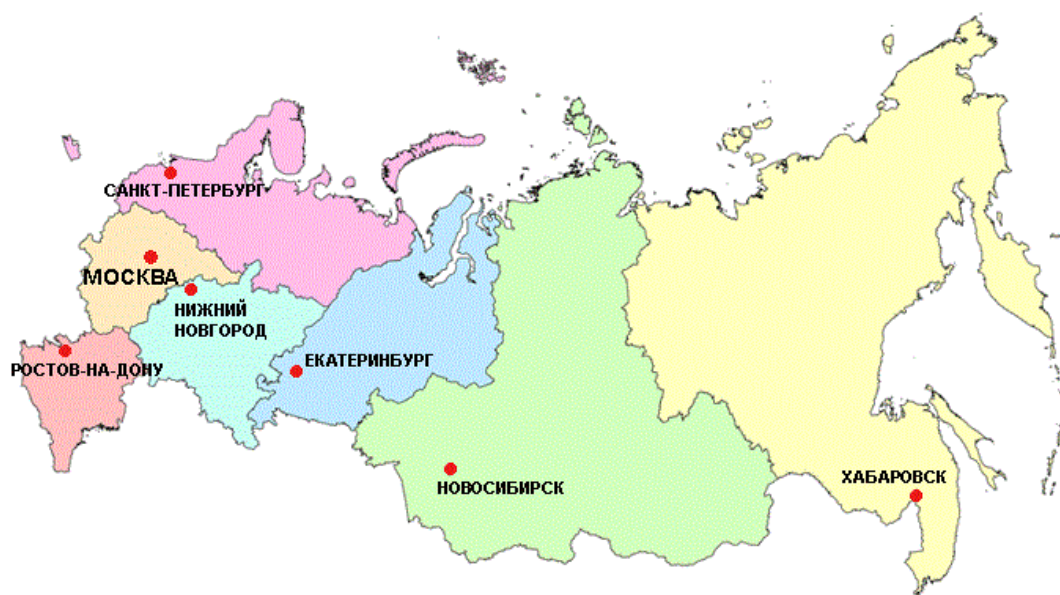 САНКТ-ПЕТЕРБУРГ
МОСКВА
НИЖНИЙ
НОВГОРОД
РОСТОВ-НА-ДОНУ
ЕКАТЕРИНБУРГ
НОВОСИБИРСК
ХАБАРОВСК